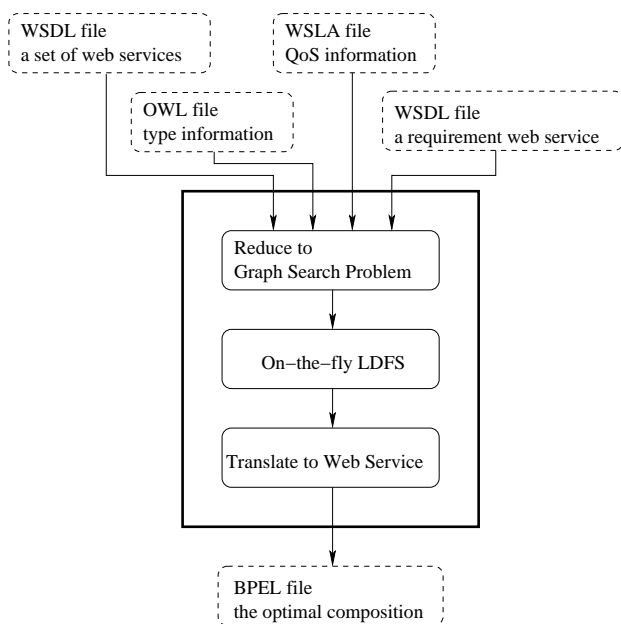 WSDL file
a set of web services
WSLA file
QoS information
OWL file
type information
WSDL file
a requirement web service
Reduce to
Graph Search Problem
On−the−fly LDFS
Translate to Web Service
BPEL file
the optimal composition